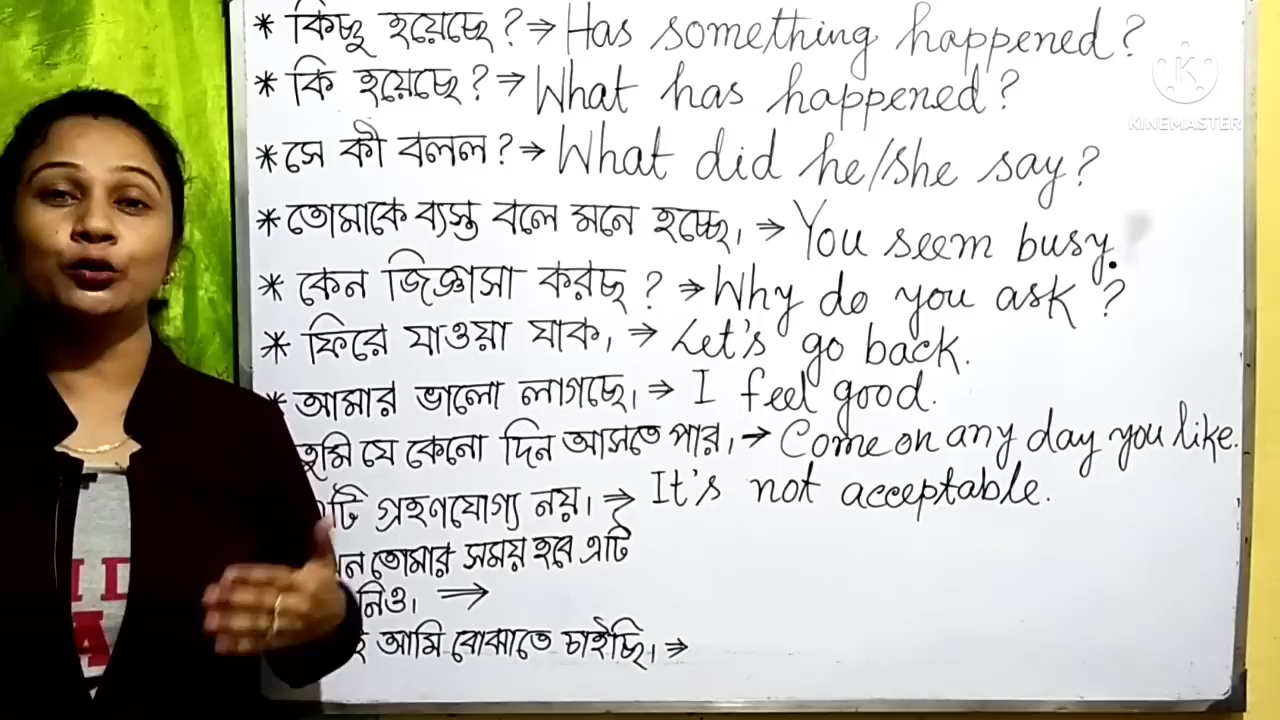 * কিছু হয়েছে? ⇒ Has something happened?
* কি হয়েছে? ⇒ What has happened?
* সে কী বলল? ⇒ What did he/she say?
* তোমাকে ব্যস্ত বলে মনে হচ্ছে। ⇒ You seem busy.
* কেন জিজ্ঞাসা করছ? ⇒ Why do you ask?
* ফিরে যাওয়া যাক। ⇒ Let's go back.
* আমার ভালো লাগছে। ⇒ I feel good.
তুমি যে কেনো দিন আসতে পার। → Come on any day you like.
টি গ্রহণযোগ্য নয়। ⇒ It's not acceptable.
ন তোমার সময় হবে এটি
নিও। ⇒
ই আমি বোঝাতে চাইছি। ⇒
KINEMASTER